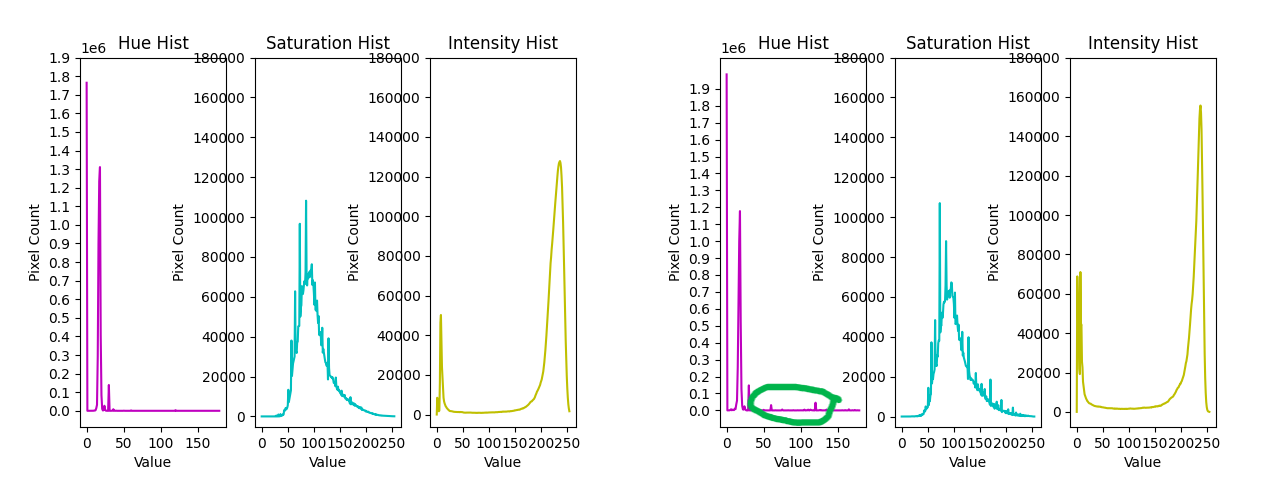 1e6 Hue Hist Saturation Hist Intensity Hist 1e6 Hue Hist Saturation Hist Intensity Hist
1.9 180000 180000 180000 180000
1.8 1.9
1.7 160000 160000 1.8 160000 160000
1.6 1.7
1.5 140000 140000 1.6 140000 140000
1.4 1.5
1.3 1.4
1.2 120000 120000 1.3 120000 120000
1.1 1.2
1.0 100000 100000 1.1 100000 100000
0.9 1.0
0.8 80000 80000 0.9 80000 80000
0.7 0.8
0.6 60000 60000 0.7 60000 60000
0.5 0.6
0.4 40000 40000 0.5 40000 40000
0.3 0.4
0.2 20000 20000 0.3 20000 20000
0.1 0.2
0.0 0 0 0.1 0 0
0.0
Pixel Count Pixel Count Pixel Count Pixel Count Pixel Count Pixel Count
0 50 100 150 0 50 100 150 200 250 0 50 100 150 200 250 0 50 100 150 0 50 100 150 200 250 0 50 100 150 200 250
Value Value Value Value Value Value